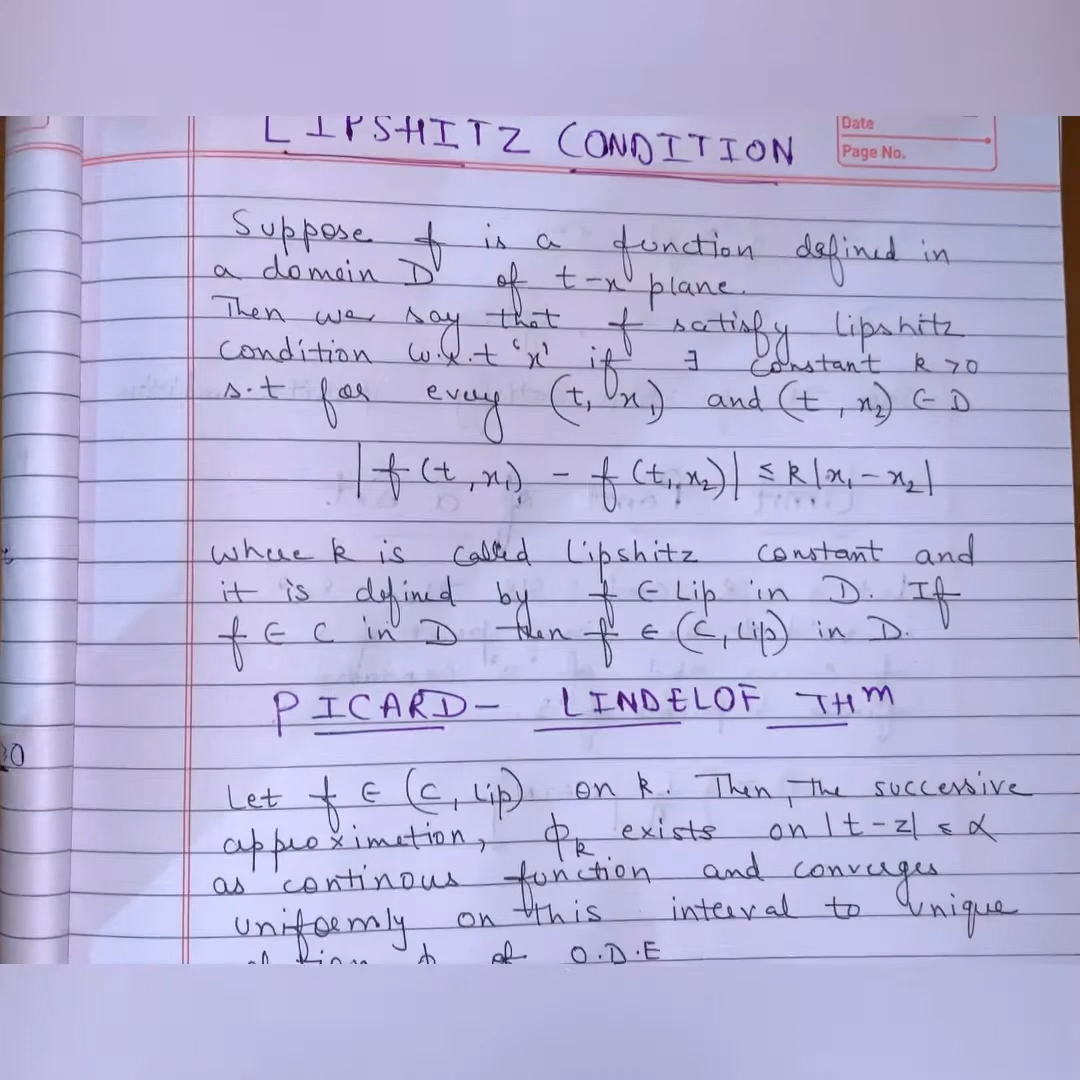 LIPSHITZ CONDITION
Date
Page No.
Suppose f is a function defined in
a domain D of t-x plane.
Then we say that f satisfy Lipshitz
condition w.r.t 'x' if ∃ constant k >0
s.t for every (t, x₁) and (t, x₂) ∈ D
|f(t, x₁) - f(t, x₂)| ≤ k|x₁ - x₂|
where k is called Lipshitz constant and
it is defined by f ∈ Lip in D. If
f ∈ C in D then f ∈ (C, Lip) in D.
PICARD- LINDELOF THM
30
Let f ∈ (C, Lip) on k. Then, The successive
approximation, ϕₖ exists on |t-z| ≤ α
as continous function and converges
uniformly on this interval to unique
ϕ of O.D.E